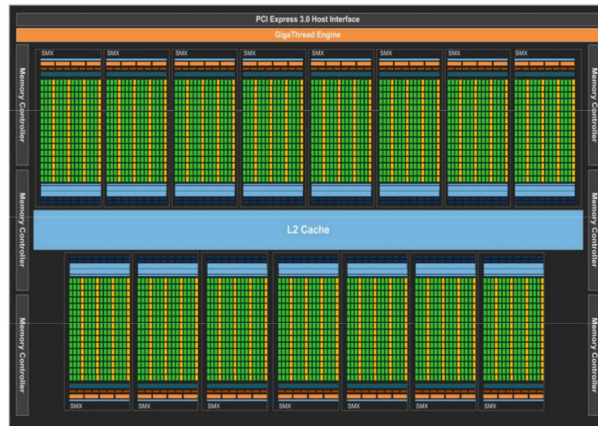 PCI Express 3.0 Host Interface
GigaThread Engine
SMX SMX SMX SMX SMX SMX SMX SMX
Memory Controller
Memory Controller
Memory Controller
Memory Controller
L2 Cache
Memory Controller
Memory Controller
SMX SMX SMX SMX SMX SMX SMX